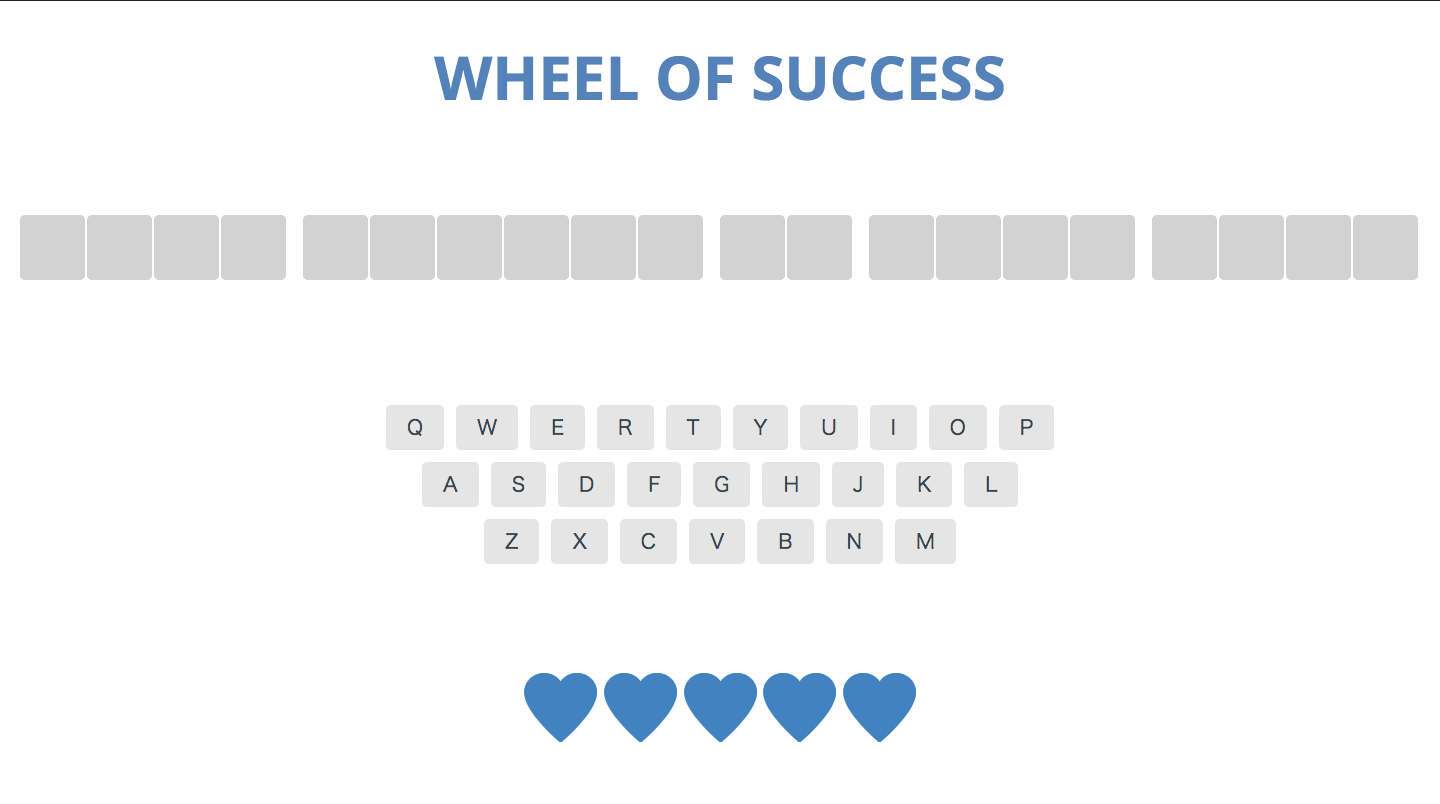 WHEEL OF SUCCESS
Q W E R T Y U I O P
A S D F G H J K L
Z X C V B N M